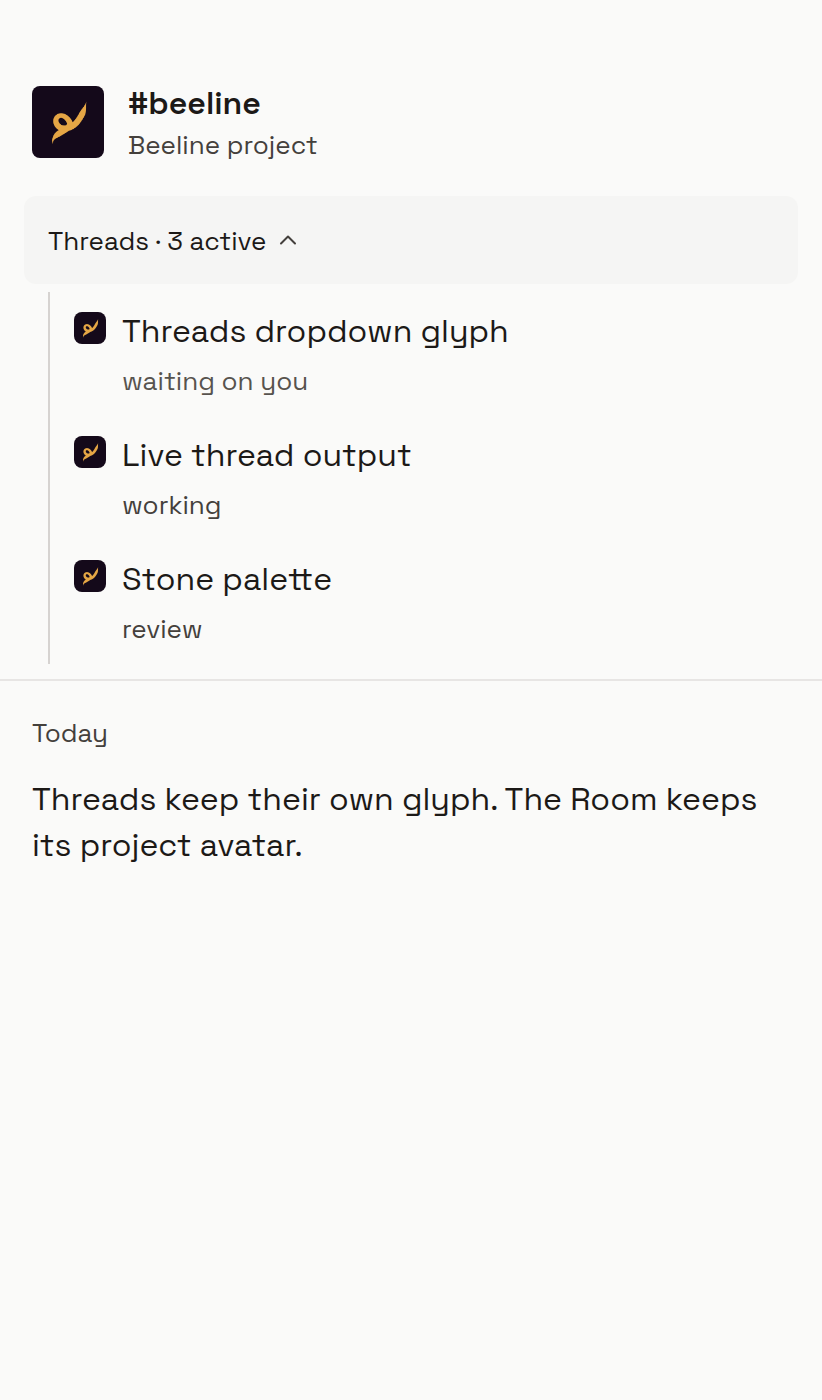 #beeline
Beeline project
Threads · 3 active
Threads dropdown glyph
waiting on you
Live thread output
working
Stone palette
review
Today
Threads keep their own glyph. The Room keeps
its project avatar.